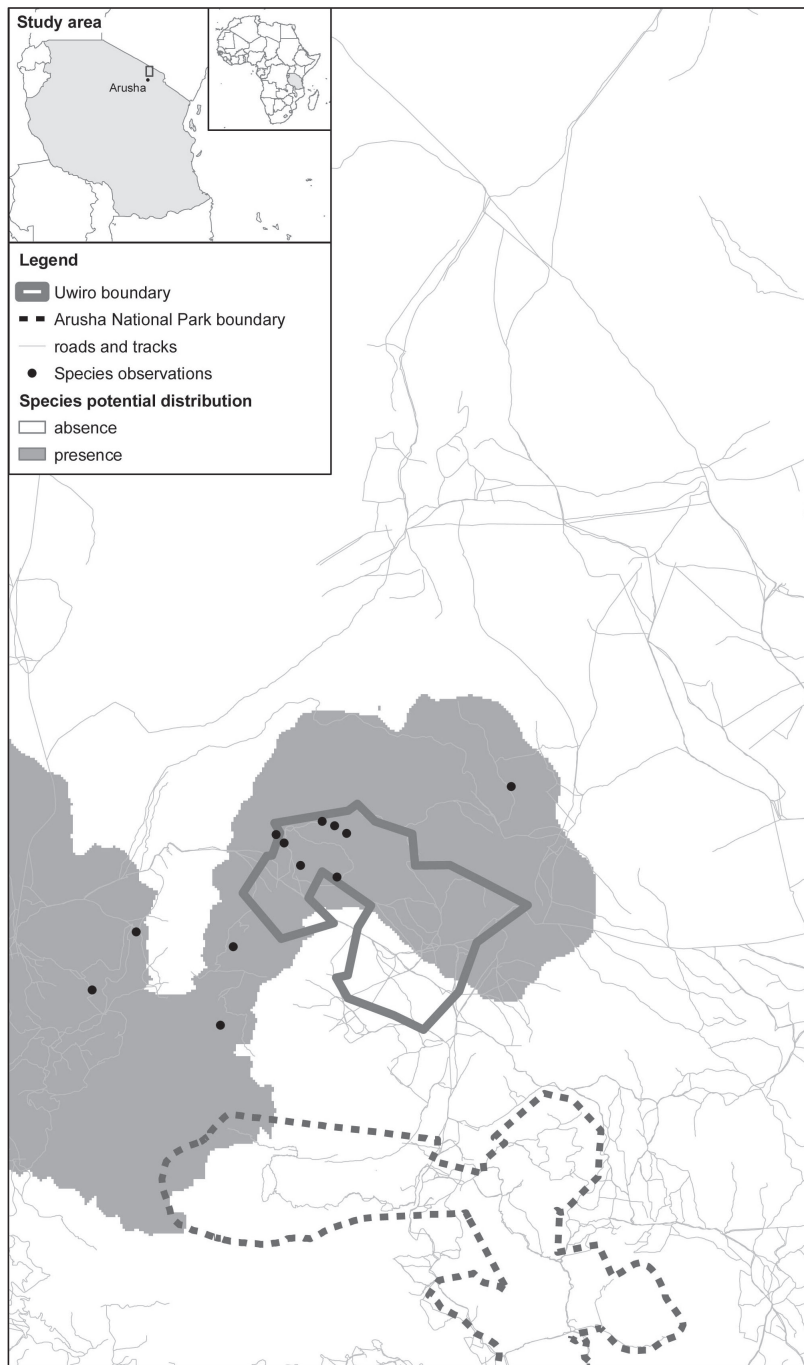 Study area
Arusha
Legend
Uwiro boundary
Arusha National Park boundary
roads and tracks
Species observations
Species potential distribution
absence
presence